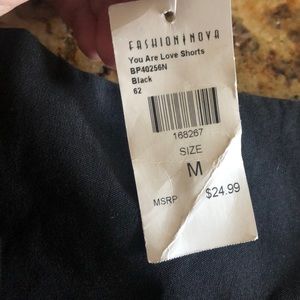 FASHION NOVA
You Are Love Shorts
BP40256N
Black
62
168267
SIZE
M
MSRP $24.99